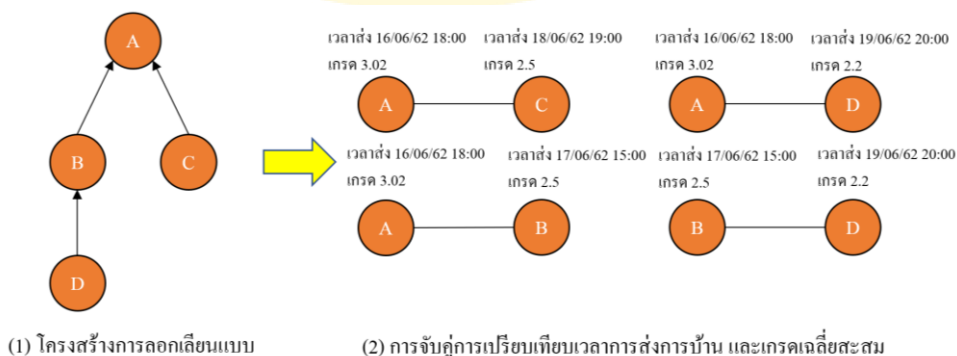 A
B
C
D
เวลาส่ง 16/06/62 18:00 เวลาส่ง 18/06/62 19:00
เกรด 3.02 เกรด 2.5
A C
เวลาส่ง 16/06/62 18:00 เวลาส่ง 19/06/62 20:00
เกรด 3.02 เกรด 2.2
A D
เวลาส่ง 16/06/62 18:00 เวลาส่ง 17/06/62 15:00
เกรด 3.02 เกรด 2.5
A B
เวลาส่ง 17/06/62 15:00 เวลาส่ง 19/06/62 20:00
เกรด 2.5 เกรด 2.2
B D
(1) โครงสร้างการลอกเลียนแบบ
(2) การจับคู่การเปรียบเทียบเวลาการส่งการบ้าน และเกรดเฉลี่ยสะสม